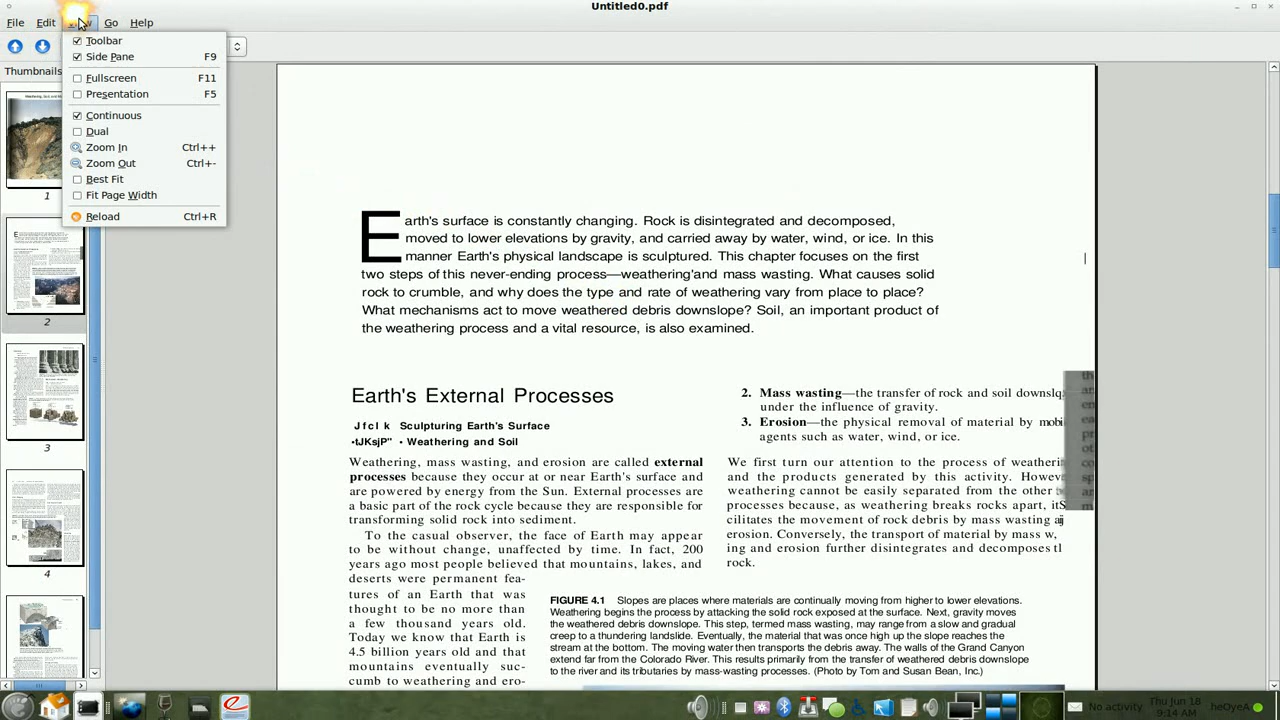 Untitled0.pdf
File Edit Go Help
Toolbar
Side Pane F9
Fullscreen F11
Presentation F5
Continuous
Dual
Zoom In Ctrl++
Zoom Out Ctrl+-
Best Fit
Fit Page Width
Reload Ctrl+R
Thumbnails
1
2
3
4
Earth's surface is constantly changing. Rock is disintegrated and decomposed,
moved to lower elevations by gravity, and carried away by water, wind, or ice. In this
manner Earth's physical landscape is sculptured. This chapter focuses on the first
two steps of this never-ending process—weathering'and mass wasting. What causes solid
rock to crumble, and why does the type and rate of weathering vary from place to place?
What mechanisms act to move weathered debris downslope? Soil, an important product of
the weathering process and a vital resource, is also examined.
Earth's External Processes
Jfclk Sculpturing Earth's Surface
•tJKsjP" • Weathering and Soil
Weathering, mass wasting, and erosion are called external
processes because they occur at or near Earth's surface and
are powered by energy from the Sun. External processes are
a basic part of the rock cycle because they are responsible for
transforming solid rock into sediment.
To the casual observer, the face of Earth may appear
to be without change, unaffected by time. In fact, 200
years ago most people believed that mountains, lakes, and
deserts were permanent fea-
tures of an Earth that was
thought to be no more than
a few thousand years old.
Today we know that Earth is
4.5 billion years old and that
mountains eventually suc-
cumb to weathering and ero-
2. Mass wasting—the transfer of rock and soil downslq
under the influence of gravity.
3. Erosion—the physical removal of material by mobi
agents such as water, wind, or ice.
We first turn our attention to the process of weatheri
and the products generated by this activity. Howev
weathering cannot be easily separated from the other
processes because, as weathering breaks rocks apart, it
cilitates the movement of rock debris by mass wasting
erosion. Conversely, the transport of material by mass w,
ing and erosion further disintegrates and decomposes tl
rock.
FIGURE 4.1 Slopes are places where materials are continually moving from higher to lower elevations.
Weathering begins the process by attacking the solid rock exposed at the surface. Next, gravity moves
the weathered debris downslope. This step, termed mass wasting, may range from a slow and gradual
creep to a thundering landslide. Eventually, the material that was once high up the slope reaches the
stream at the bottom. The moving water then transports the debris away. The walls of the Grand Canyon
extend far from the Colorado River. This results primarily from the transfer of weathered debris downslope
to the river and its tributaries by mass-wasting processes. (Photo by Tom and Susan Bean, Inc.)
No activity
Thu Jun 18
9:14 AM
heOyeA